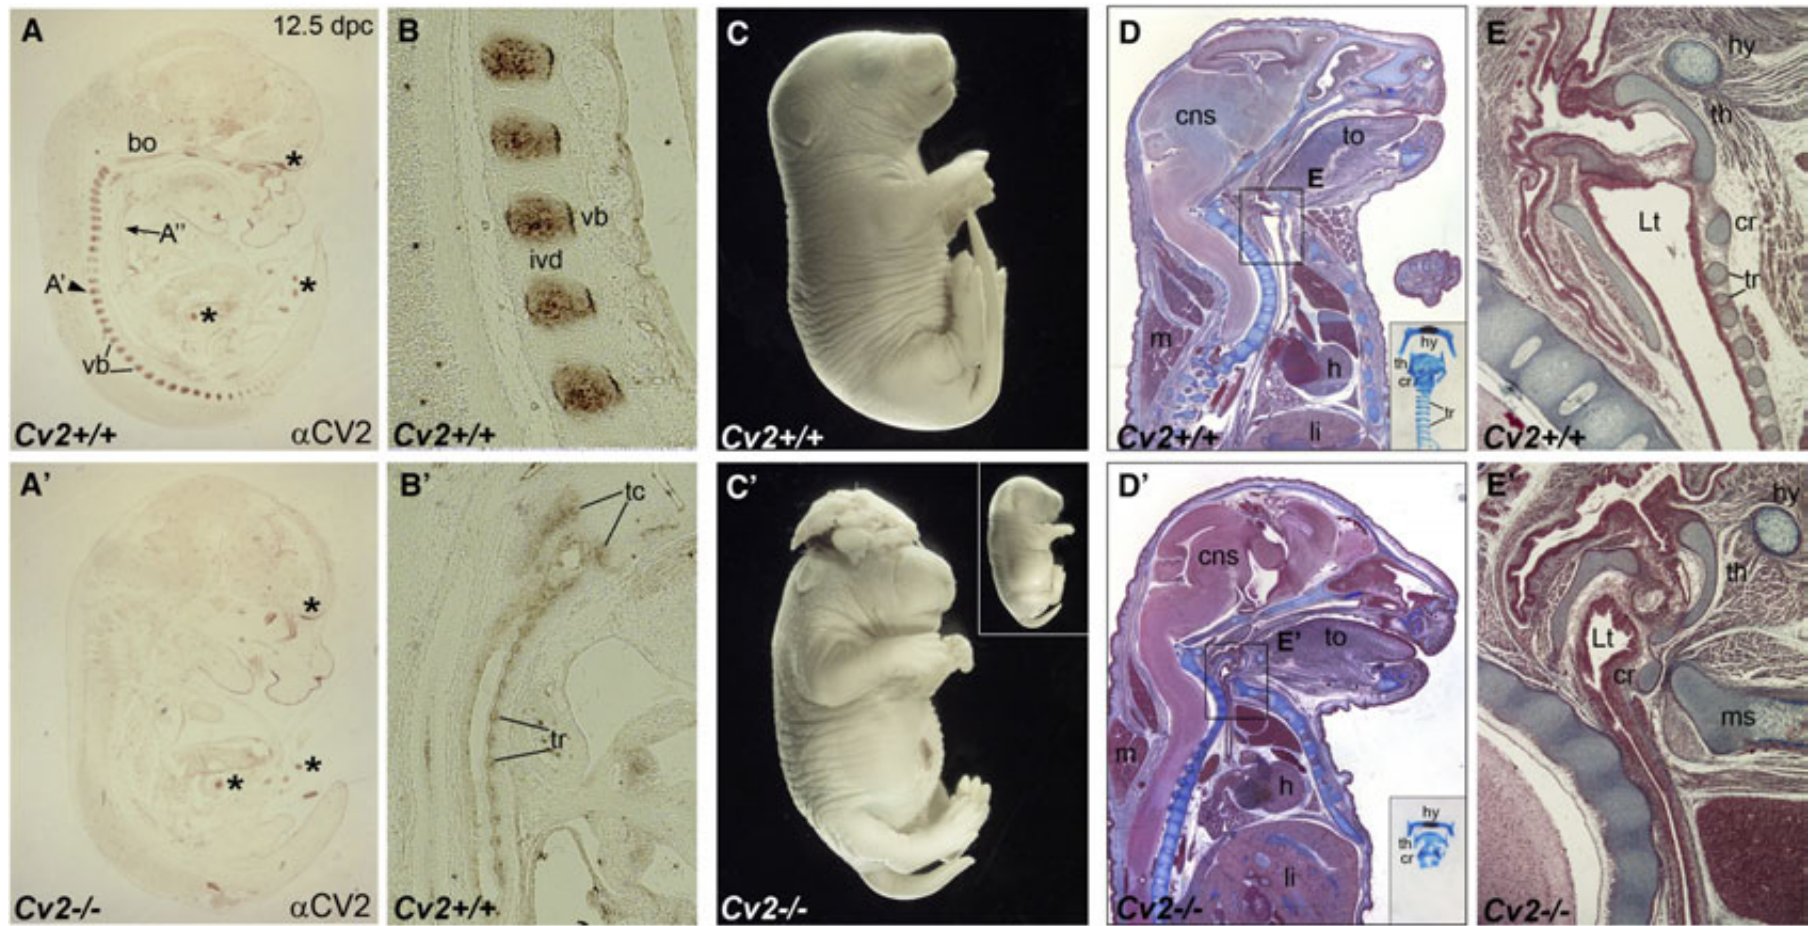 A
12.5 dpc
bo
*
A"
A'
*
*
vb
Cv2+/+
αCV2
B
vb
ivd
Cv2+/+
C
Cv2+/+
D
cns
to
E
m
h
li
hy
th
cr
tr
Cv2+/+
E
hy
th
Lt
cr
tr
Cv2+/+
A'
*
*
*
Cv2-/-
αCV2
B'
tc
tr
Cv2+/+
C'
Cv2-/-
D'
cns
to
E'
m
h
li
hy
th
cr
Cv2-/-
E'
hy
th
Lt
cr
ms
Cv2-/-